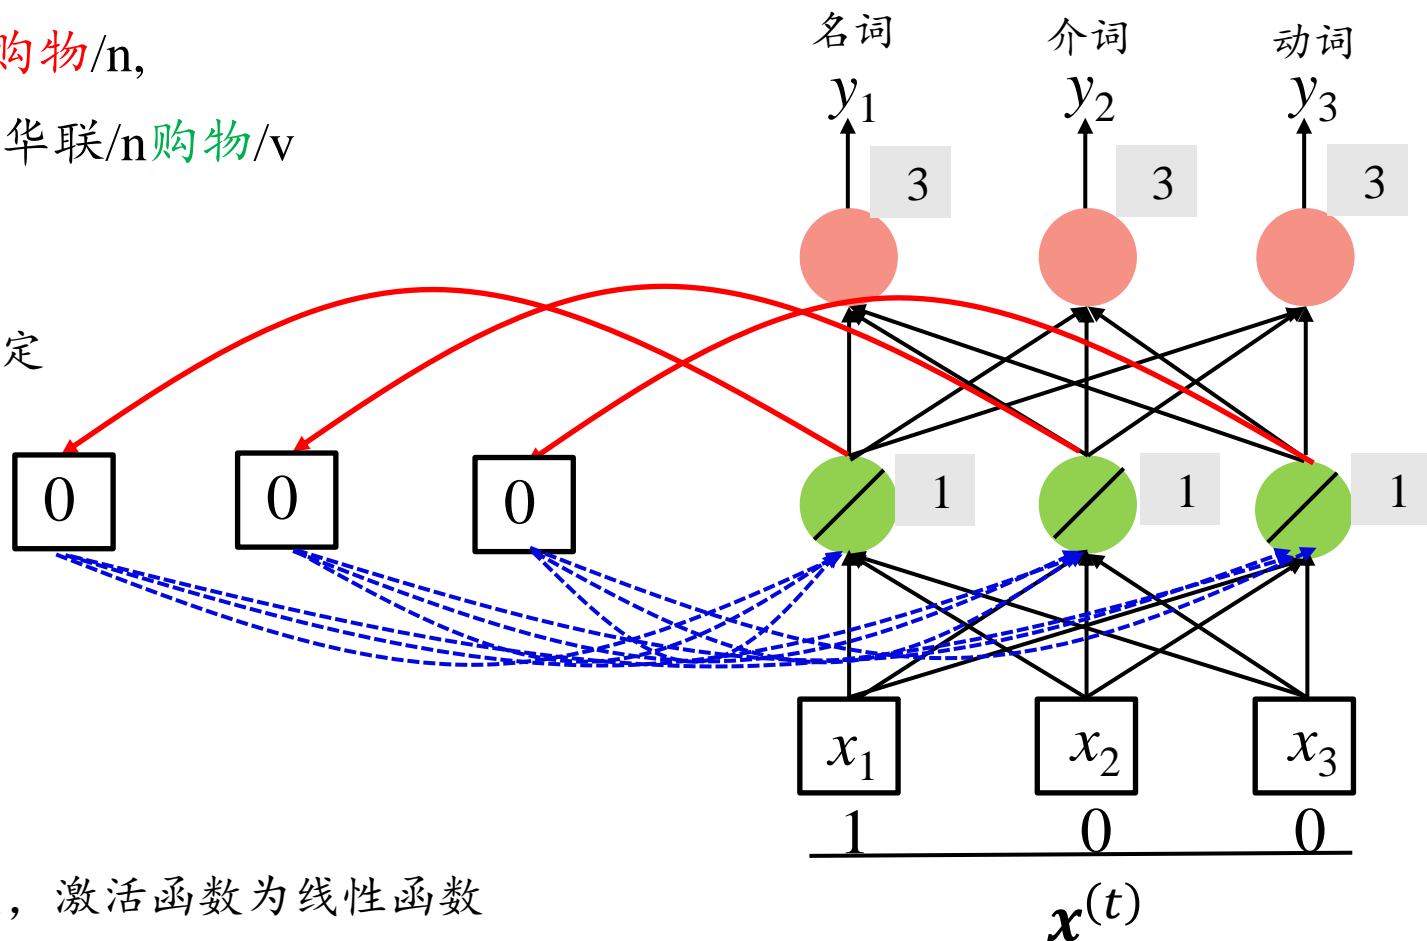 购物/n,
华联/n购物/v
定
名词 介词 动词
y₁ y₂ y₃
3 3 3
0 0 0 1 1 1
x₁ x₂ x₃
1 0 0
x⁽ᵗ⁾
，激活函数为线性函数